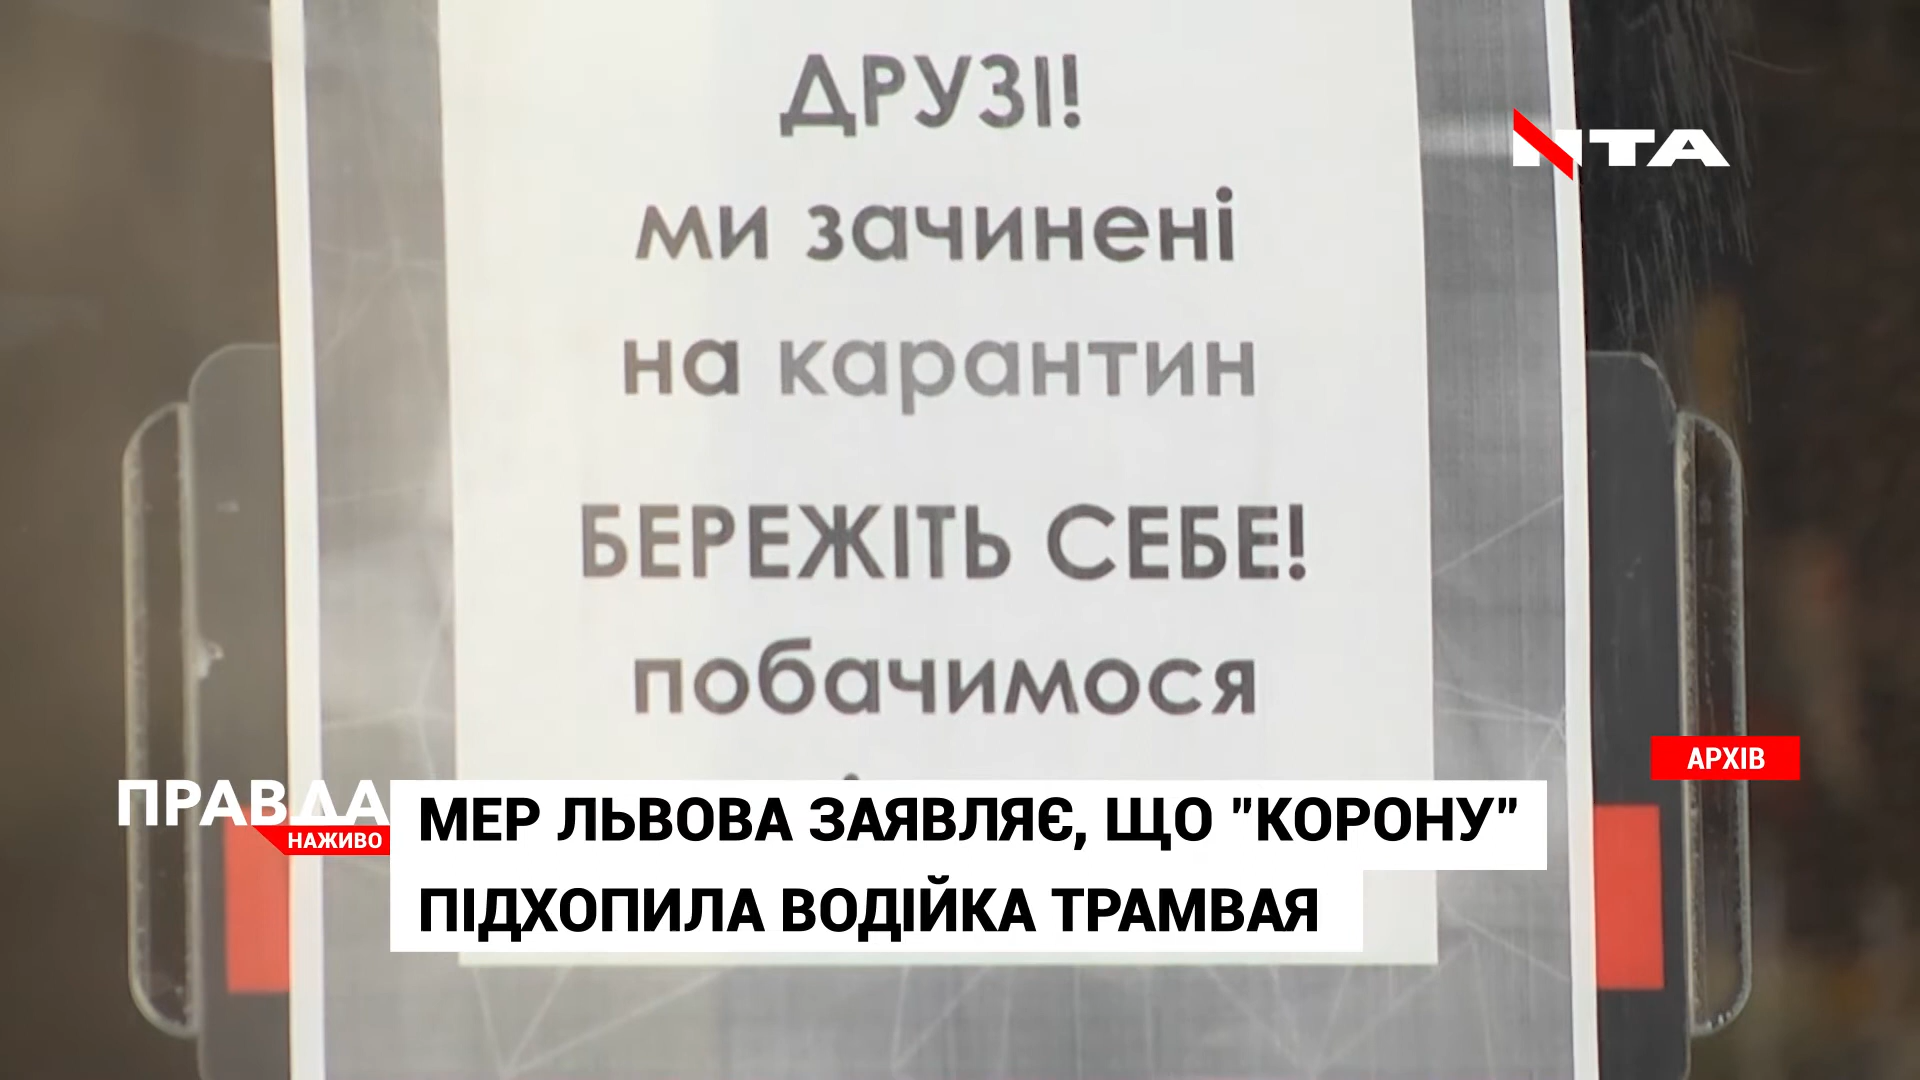 ДРУЗІ!
ми зачинені
на карантин
БЕРЕЖІТЬ СЕБЕ!
побачимося
NTA
АРХІВ
ПРАВДА
НАЖИВО
МЕР ЛЬВОВА ЗАЯВЛЯЄ, ЩО "КОРОНУ"
ПІДХОПИЛА ВОДІЙКА ТРАМВАЯ